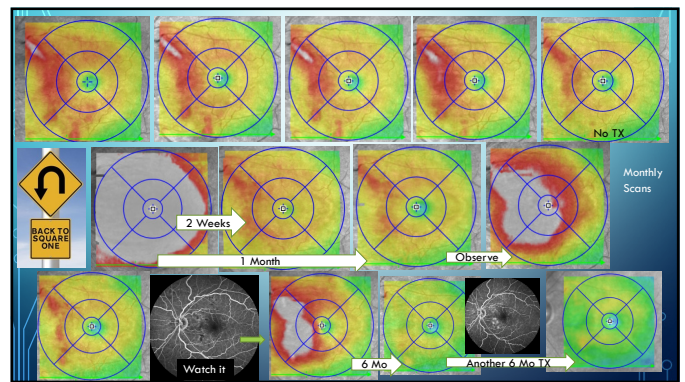 No TX
Monthly
Scans
BACK TO
SQUARE
ONE
2 Weeks
1 Month
Observe
Watch it
6 Mo
Another 6 Mo TX